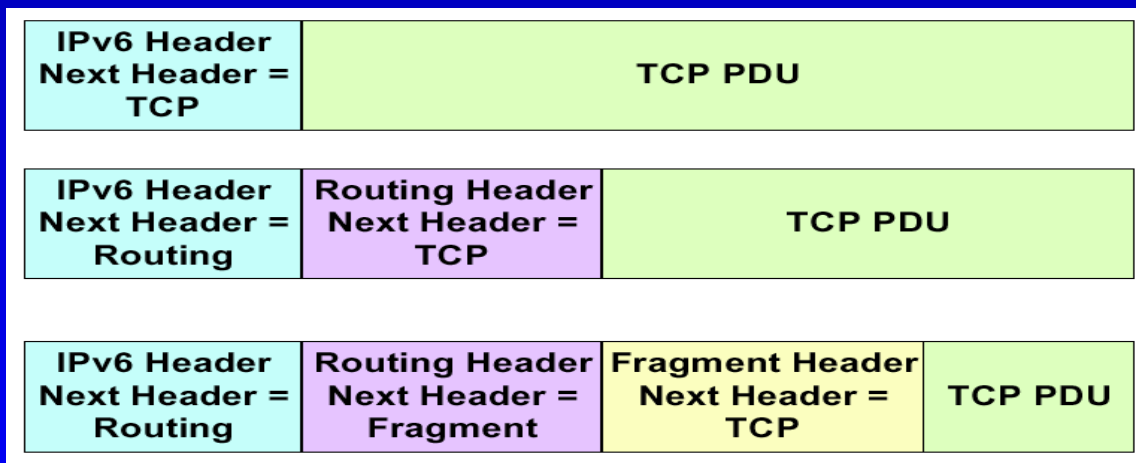 IPv6 Header
Next Header =
TCP
TCP PDU
IPv6 Header
Next Header =
Routing
Routing Header
Next Header =
TCP
TCP PDU
IPv6 Header
Next Header =
Routing
Routing Header
Next Header =
Fragment
Fragment Header
Next Header =
TCP
TCP PDU